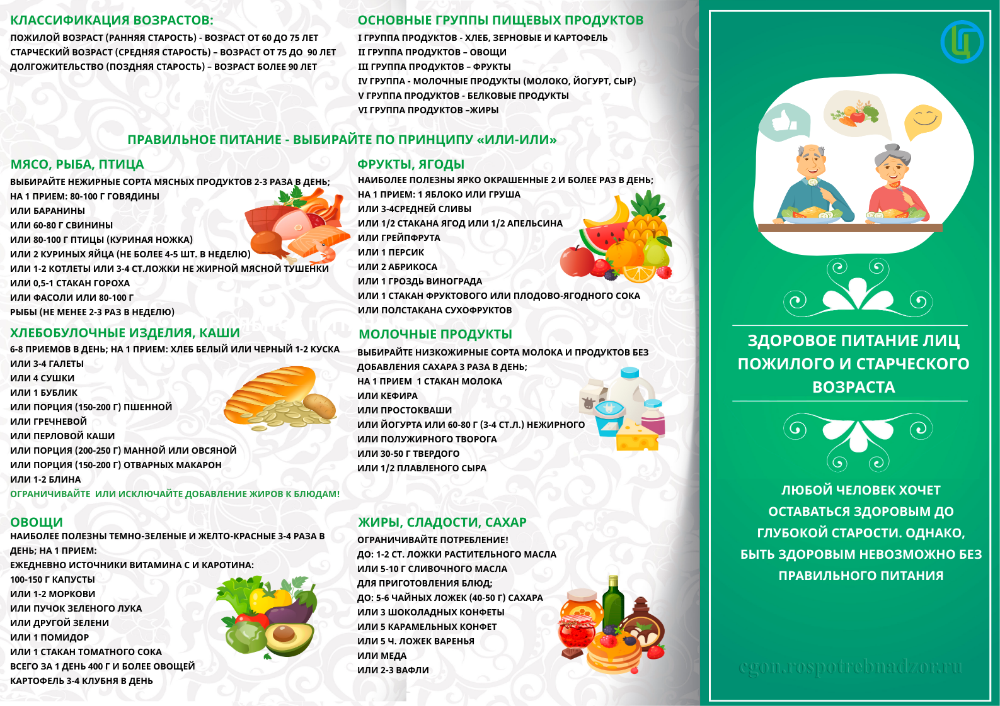 КЛАССИФИКАЦИЯ ВОЗРАСТОВ:
ПОЖИЛОЙ ВОЗРАСТ (РАННЯЯ СТАРОСТЬ) - ВОЗРАСТ ОТ 60 ДО 75 ЛЕТ
СТАРЧЕСКИЙ ВОЗРАСТ (СРЕДНЯЯ СТАРОСТЬ) – ВОЗРАСТ ОТ 75 ДО 90 ЛЕТ
ДОЛГОЖИТЕЛЬСТВО (ПОЗДНЯЯ СТАРОСТЬ) – ВОЗРАСТ БОЛЕЕ 90 ЛЕТ
ОСНОВНЫЕ ГРУППЫ ПИЩЕВЫХ ПРОДУКТОВ
I ГРУППА ПРОДУКТОВ - ХЛЕБ, ЗЕРНОВЫЕ И КАРТОФЕЛЬ
II ГРУППА ПРОДУКТОВ – ОВОЩИ
III ГРУППА ПРОДУКТОВ – ФРУКТЫ
IV ГРУППА - МОЛОЧНЫЕ ПРОДУКТЫ (МОЛОКО, ЙОГУРТ, СЫР)
V ГРУППА ПРОДУКТОВ - БЕЛКОВЫЕ ПРОДУКТЫ
VI ГРУППА ПРОДУКТОВ –ЖИРЫ
ПРАВИЛЬНОЕ ПИТАНИЕ - ВЫБИРАЙТЕ ПО ПРИНЦИПУ «ИЛИ-ИЛИ»
МЯСО, РЫБА, ПТИЦА
ВЫБИРАЙТЕ НЕЖИРНЫЕ СОРТА МЯСНЫХ ПРОДУКТОВ 2-3 РАЗА В ДЕНЬ;
НА 1 ПРИЕМ: 80-100 Г ГОВЯДИНЫ
ИЛИ БАРАНИНЫ
ИЛИ 60-80 Г СВИНИНЫ
ИЛИ 80-100 Г ПТИЦЫ (КУРИНАЯ НОЖКА)
ИЛИ 2 КУРИНЫХ ЯЙЦА (НЕ БОЛЕЕ 4-5 ШТ. В НЕДЕЛЮ)
ИЛИ 1-2 КОТЛЕТЫ ИЛИ 3-4 СТ.ЛОЖКИ НЕ ЖИРНОЙ МЯСНОЙ ТУШЕНКИ
ИЛИ 0,5-1 СТАКАН ГОРОХА
ИЛИ ФАСОЛИ ИЛИ 80-100 Г
РЫБЫ (НЕ МЕНЕЕ 2-3 РАЗ В НЕДЕЛЮ)
ФРУКТЫ, ЯГОДЫ
НАИБОЛЕЕ ПОЛЕЗНЫ ЯРКО ОКРАШЕННЫЕ 2 И БОЛЕЕ РАЗ В ДЕНЬ;
НА 1 ПРИЕМ: 1 ЯБЛОКО ИЛИ ГРУША
ИЛИ 3-4СРЕДНЕЙ СЛИВЫ
ИЛИ 1/2 СТАКАНА ЯГОД ИЛИ 1/2 АПЕЛЬСИНА
ИЛИ ГРЕЙПФРУТА
ИЛИ 1 ПЕРСИК
ИЛИ 2 АБРИКОСА
ИЛИ 1 ГРОЗДЬ ВИНОГРАДА
ИЛИ 1 СТАКАН ФРУКТОВОГО ИЛИ ПЛОДОВО-ЯГОДНОГО СОКА
ИЛИ ПОЛСТАКАНА СУХОФРУКТОВ
ХЛЕБОБУЛОЧНЫЕ ИЗДЕЛИЯ, КАШИ
6-8 ПРИЕМОВ В ДЕНЬ; НА 1 ПРИЕМ: ХЛЕБ БЕЛЫЙ ИЛИ ЧЕРНЫЙ 1-2 КУСКА
ИЛИ 3-4 ГАЛЕТЫ
ИЛИ 4 СУШКИ
ИЛИ 1 БУБЛИК
ИЛИ ПОРЦИЯ (150-200 Г) ПШЕННОЙ
ИЛИ ГРЕЧНЕВОЙ
ИЛИ ПЕРЛОВОЙ КАШИ
ИЛИ ПОРЦИЯ (200-250 Г) МАННОЙ ИЛИ ОВСЯНОЙ
ИЛИ ПОРЦИЯ (150-200 Г) ОТВАРНЫХ МАКАРОН
ИЛИ 1-2 БЛИНА
ОГРАНИЧИВАЙТЕ ИЛИ ИСКЛЮЧАЙТЕ ДОБАВЛЕНИЕ ЖИРОВ К БЛЮДАМ!
МОЛОЧНЫЕ ПРОДУКТЫ
ВЫБИРАЙТЕ НИЗКОЖИРНЫЕ СОРТА МОЛОКА И ПРОДУКТОВ БЕЗ
ДОБАВЛЕНИЯ САХАРА 3 РАЗА В ДЕНЬ;
НА 1 ПРИЕМ 1 СТАКАН МОЛОКА
ИЛИ КЕФИРА
ИЛИ ПРОСТОКВАШИ
ИЛИ ЙОГУРТА ИЛИ 60-80 Г (3-4 СТ.Л.) НЕЖИРНОГО
ИЛИ ПОЛУЖИРНОГО ТВОРОГА
ИЛИ 30-50 Г ТВЕРДОГО
ИЛИ 1/2 ПЛАВЛЕНОГО СЫРА
ОВОЩИ
НАИБОЛЕЕ ПОЛЕЗНЫ ТЕМНО-ЗЕЛЕНЫЕ И ЖЕЛТО-КРАСНЫЕ 3-4 РАЗА В
ДЕНЬ; НА 1 ПРИЕМ:
ЕЖЕДНЕВНО ИСТОЧНИКИ ВИТАМИНА С И КАРОТИНА:
100-150 Г КАПУСТЫ
ИЛИ 1-2 МОРКОВИ
ИЛИ ПУЧОК ЗЕЛЕНОГО ЛУКА
ИЛИ ДРУГОЙ ЗЕЛЕНИ
ИЛИ 1 ПОМИДОР
ИЛИ 1 СТАКАН ТОМАТНОГО СОКА
ВСЕГО ЗА 1 ДЕНЬ 400 Г И БОЛЕЕ ОВОЩЕЙ
КАРТОФЕЛЬ 3-4 КЛУБНЯ В ДЕНЬ
ЖИРЫ, СЛАДОСТИ, САХАР
ОГРАНИЧИВАЙТЕ ПОТРЕБЛЕНИЕ!
ДО: 1-2 СТ. ЛОЖКИ РАСТИТЕЛЬНОГО МАСЛА
ИЛИ 5-10 Г СЛИВОЧНОГО МАСЛА
ДЛЯ ПРИГОТОВЛЕНИЯ БЛЮД;
ДО: 5-6 ЧАЙНЫХ ЛОЖЕК (40-50 Г) САХАРА
ИЛИ 3 ШОКОЛАДНЫХ КОНФЕТЫ
ИЛИ 5 КАРАМЕЛЬНЫХ КОНФЕТ
ИЛИ 5 Ч. ЛОЖЕК ВАРЕНЬЯ
ИЛИ МЕДА
ИЛИ 2-3 ВАФЛИ
ЗДОРОВОЕ ПИТАНИЕ ЛИЦ
ПОЖИЛОГО И СТАРЧЕСКОГО
ВОЗРАСТА
ЛЮБОЙ ЧЕЛОВЕК ХОЧЕТ
ОСТАВАТЬСЯ ЗДОРОВЫМ ДО
ГЛУБОКОЙ СТАРОСТИ. ОДНАКО,
БЫТЬ ЗДОРОВЫМ НЕВОЗМОЖНО БЕЗ
ПРАВИЛЬНОГО ПИТАНИЯ
cgon.rospotrebnadzor.ru